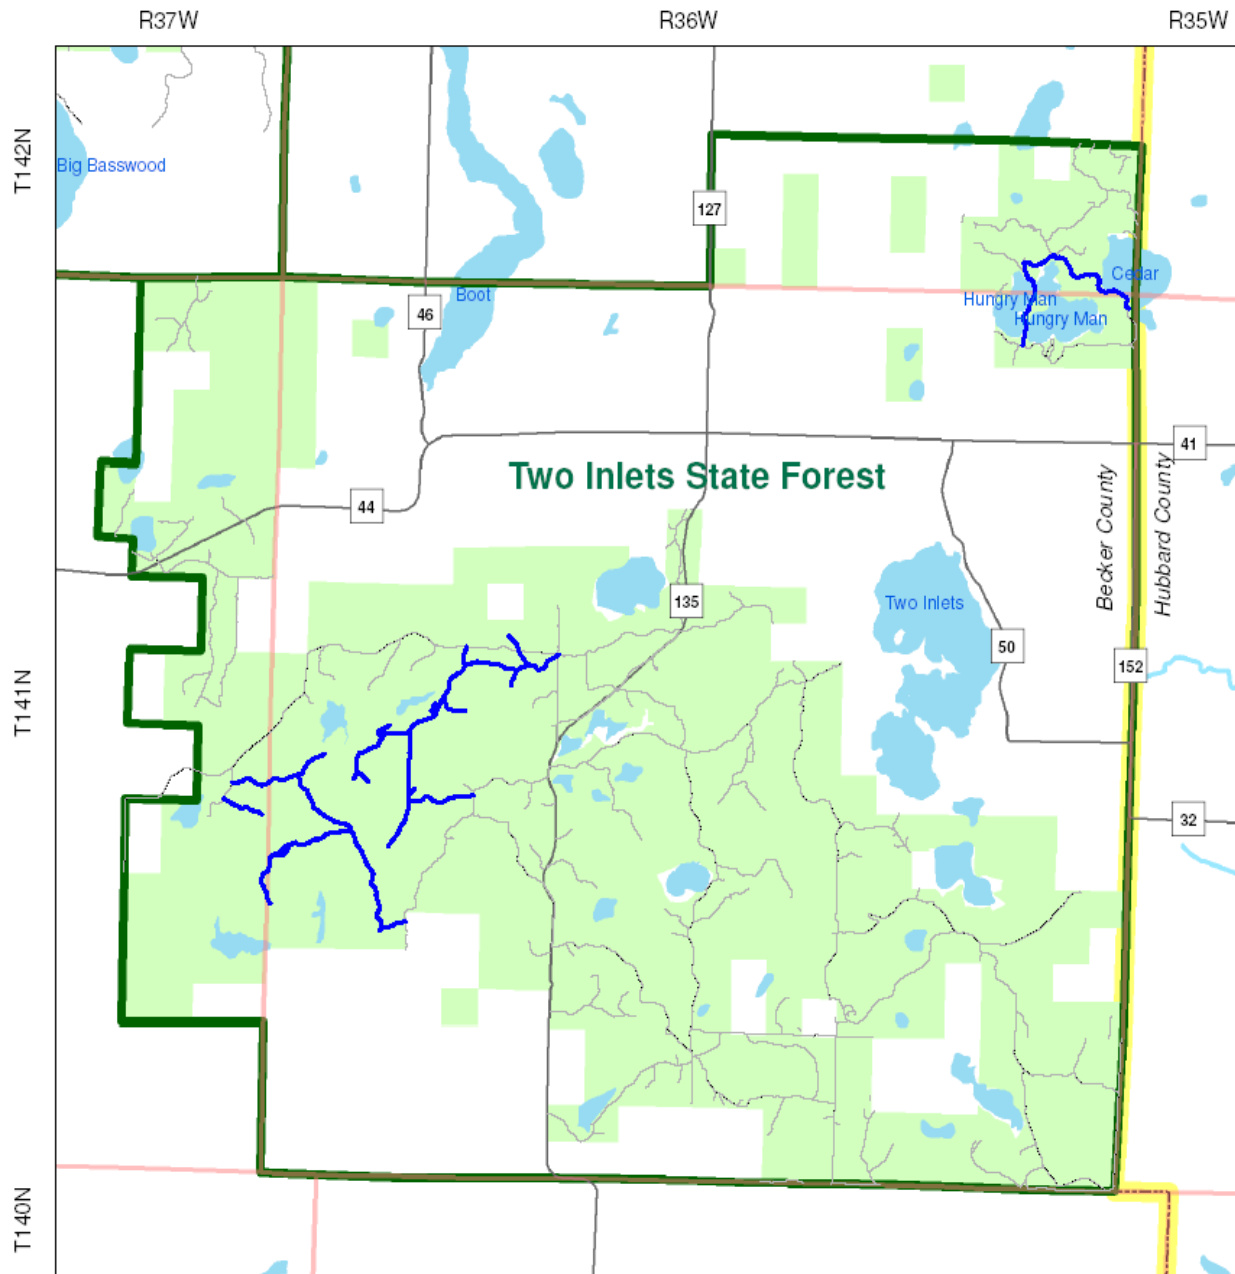 R37W
R36W
R35W
T142N
Big Basswood
127
Cedar
Boot
Hungry Man
46
Hungry Man
41
Two Inlets State Forest
44
Becker County
Hubbard County
135
Two Inlets
50
152
T141N
32
T140N